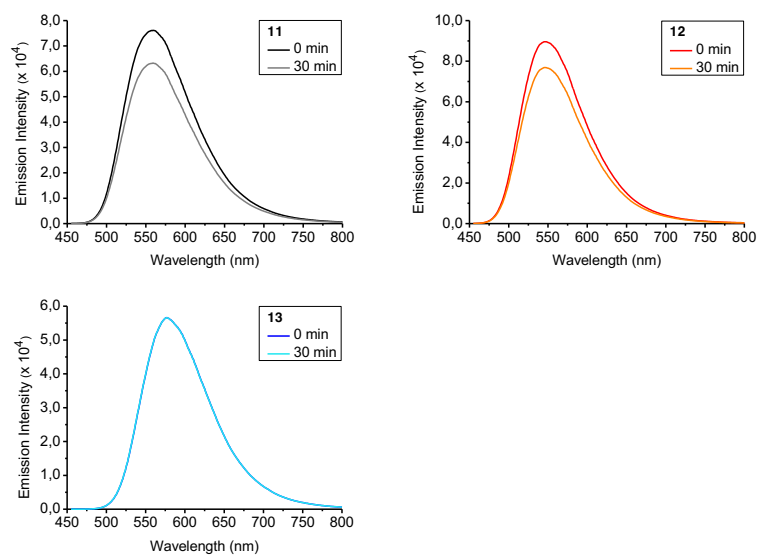 11
0 min
30 min
Emission Intensity (x 10⁴)
8,0
7,0
6,0
5,0
4,0
3,0
2,0
1,0
0,0
450 500 550 600 650 700 750 800
Wavelength (nm)
12
0 min
30 min
Emission Intensity (x 10⁴)
10,0
8,0
6,0
4,0
2,0
0,0
450 500 550 600 650 700 750 800
Wavelength (nm)
13
0 min
30 min
Emission Intensity (x 10⁴)
6,0
5,0
4,0
3,0
2,0
1,0
0,0
450 500 550 600 650 700 750 800
Wavelength (nm)